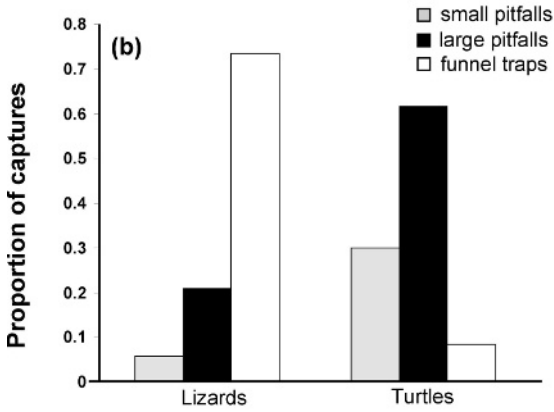 small pitfalls
large pitfalls
funnel traps
(b)
Proportion of captures
0.8
0.7
0.6
0.5
0.4
0.3
0.2
0.1
0
Lizards
Turtles